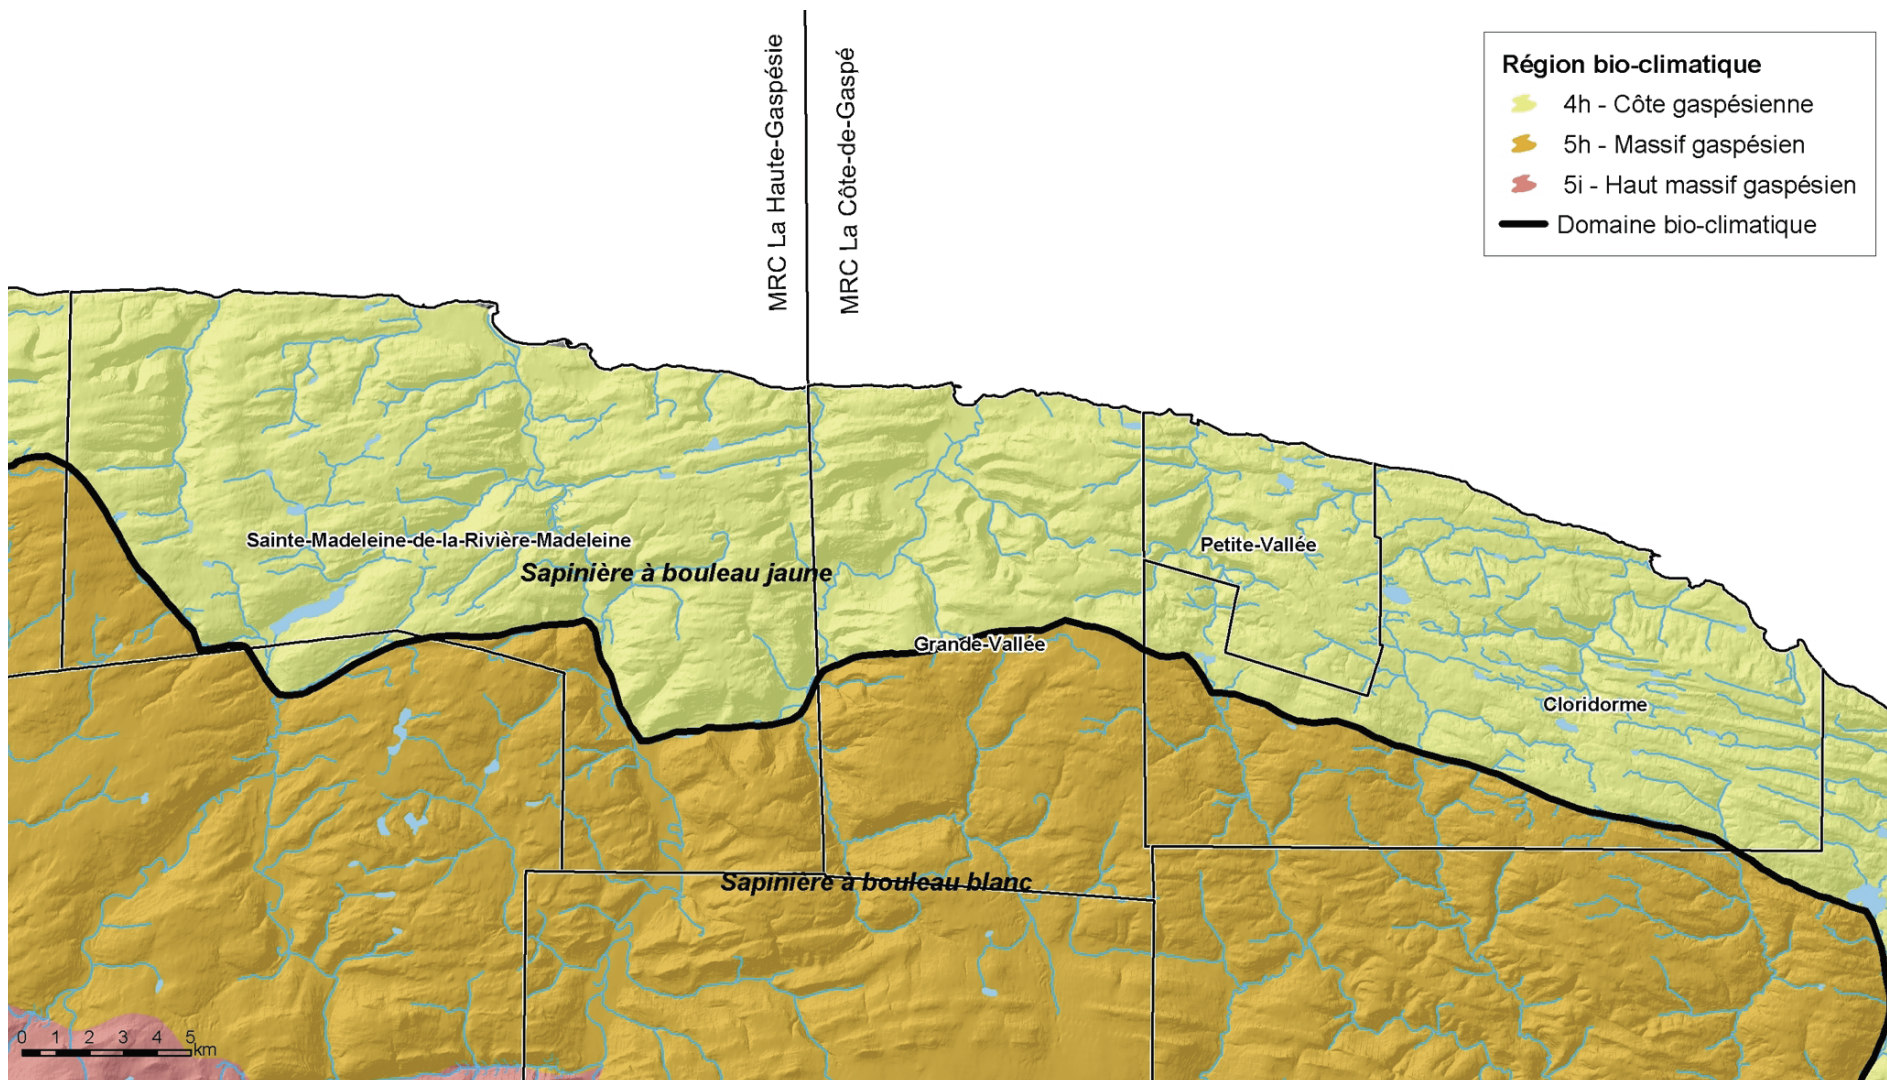 MRC La Haute-Gaspésie
MRC La Côte-de-Gaspé
Région bio-climatique
4h - Côte gaspésienne
5h - Massif gaspésien
5i - Haut massif gaspésien
Domaine bio-climatique
Sainte-Madeleine-de-la-Rivière-Madeleine
Petite-Vallée
Sapinière à bouleau jaune
Grande-Vallée
Cloridorme
Sapinière à bouleau blanc
0 1 2 3 4 5
km